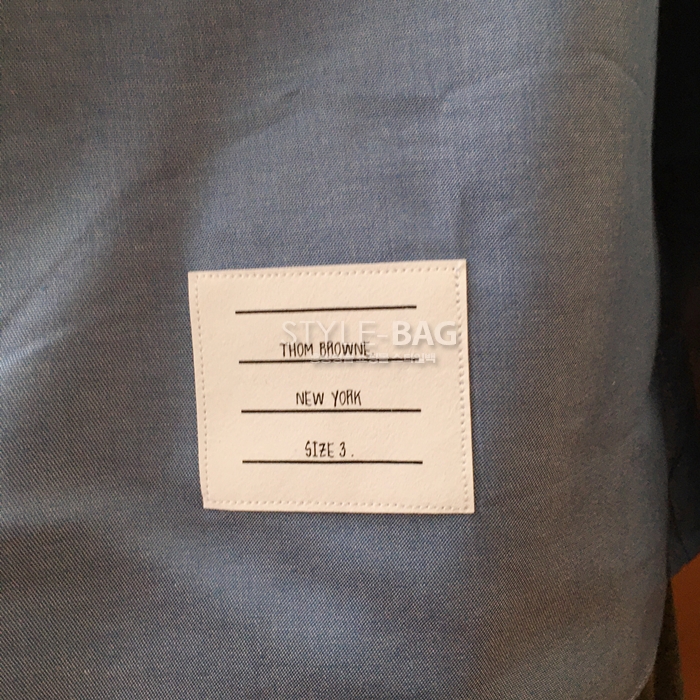 STYLE-BAG
THOM BROWNE
NEW YORK
SIZE 3.